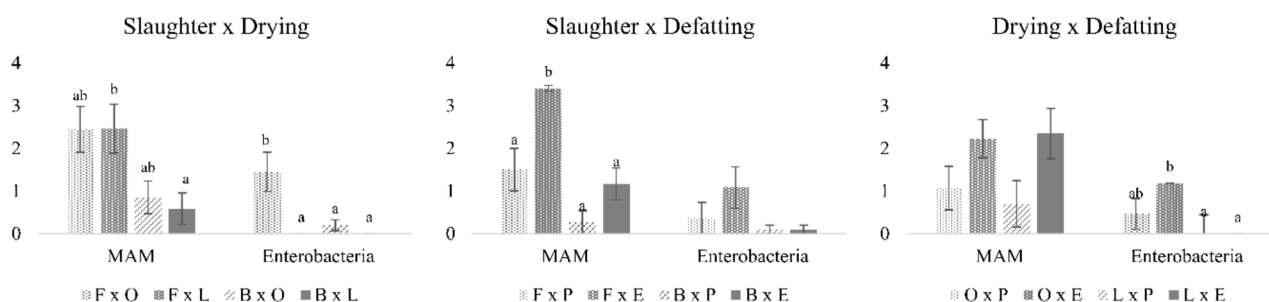 Slaughter x Drying
4
3
2
1
0
ab
b
ab
a
b
a
a
a
MAM
Enterobacteria
F x O
F x L
B x O
B x L
Slaughter x Defatting
4
3
2
1
0
a
b
a
a
MAM
Enterobacteria
F x P
F x E
B x P
B x E
Drying x Defatting
4
3
2
1
0
ab
b
a
a
MAM
Enterobacteria
O x P
O x E
L x P
L x E